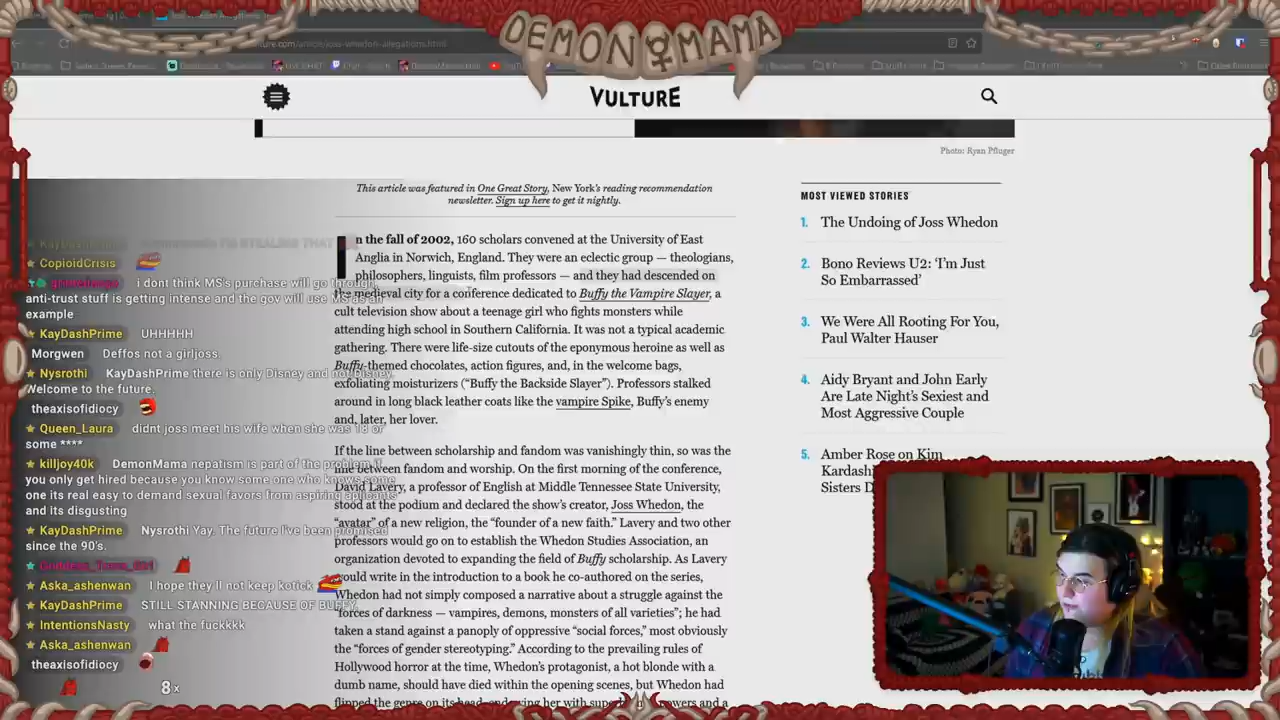 DEMON MAMA
VULTURE
Photo: Ryan Pfluger
This article was featured in One Great Story, New York's reading recommendation
newsletter. Sign up here to get it nightly.
In the fall of 2002, 160 scholars convened at the University of East
Anglia in Norwich, England. They were an eclectic group — theologians,
philosophers, linguists, film professors — and they had descended on
the medieval city for a conference dedicated to Buffy the Vampire Slayer, a
cult television show about a teenage girl who fights monsters while
attending high school in Southern California. It was not a typical academic
gathering. There were life-size cutouts of the eponymous heroine as well as
Buffy-themed chocolates, action figures, and, in the welcome bags,
exfoliating moisturizers (“Buffy the Backside Slayer”). Professors stalked
around in long black leather coats like the vampire Spike, Buffy's enemy
and, later, her lover.
If the line between scholarship and fandom was vanishingly thin, so was the
line between fandom and worship. On the first morning of the conference,
David Lavery, a professor of English at Middle Tennessee State University,
stood at the podium and declared the show's creator, Joss Whedon, the
“avatar” of a new religion, the “founder of a new faith.” Lavery and two other
professors would go on to establish the Whedon Studies Association, an
organization devoted to expanding the field of Buffy scholarship. As Lavery
would write in the introduction to a book he co-authored on the series,
Whedon had not simply composed a narrative about a struggle against the
“forces of darkness — vampires, demons, monsters of all varieties”; he had
taken a stand against a panoply of oppressive “social forces,” most obviously
the “forces of gender stereotyping.” According to the prevailing rules of
Hollywood horror at the time, Whedon's protagonist, a hot blonde with a
dumb name, should have died within the opening scenes, but Whedon had
MOST VIEWED STORIES
1. The Undoing of Joss Whedon
2. Bono Reviews U2: ‘I'm Just
So Embarrassed’
3. We Were All Rooting For You,
Paul Walter Hauser
4. Aidy Bryant and John Early
Are Late Night's Sexiest and
Most Aggressive Couple
5. Amber Rose on Kim
Sisters
CopioidCrisis
i dont think MS's purchase will go through,
anti-trust stuff is getting intense and the gov will use MS as an
example
KayDashPrime UHHHHH
Morgwen Deffos not a girljoss
Nysrothi KayDashPrime there is only Disney and not Disney.
Welcome to the future.
theaxisofidiocy
Queen_Laura didnt joss meet his wife when she was 18 or
some ****
killjoy40k DemonMama nepotism is part of the problem if
you only get hired because you know some one who knows some
one its real easy to demand sexual favors from aspiring aplicants
and its disgusting
KayDashPrime Nysrothi Yay. The future I've been promised
since the 90's.
Aska_ashenwan I hope they ll not keep kotick
KayDashPrime STILL STANNING BECAUSE OF BUFFY
IntentionsNasty what the fuckkkk
Aska_ashenwan
theaxisofidiocy
8x